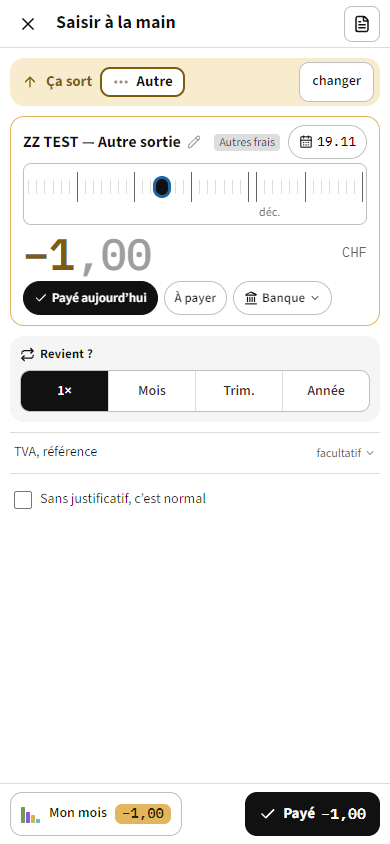 Saisir à la main
Ça sort
Autre
changer
ZZ TEST — Autre sortie
Autres frais
19.11
déc.
−1,00
CHF
Payé aujourd'hui
À payer
Banque
Revient ?
1×
Mois
Trim.
Année
TVA, référence
facultatif
Sans justificatif, c'est normal
Mon mois
−1,00
Payé −1,00